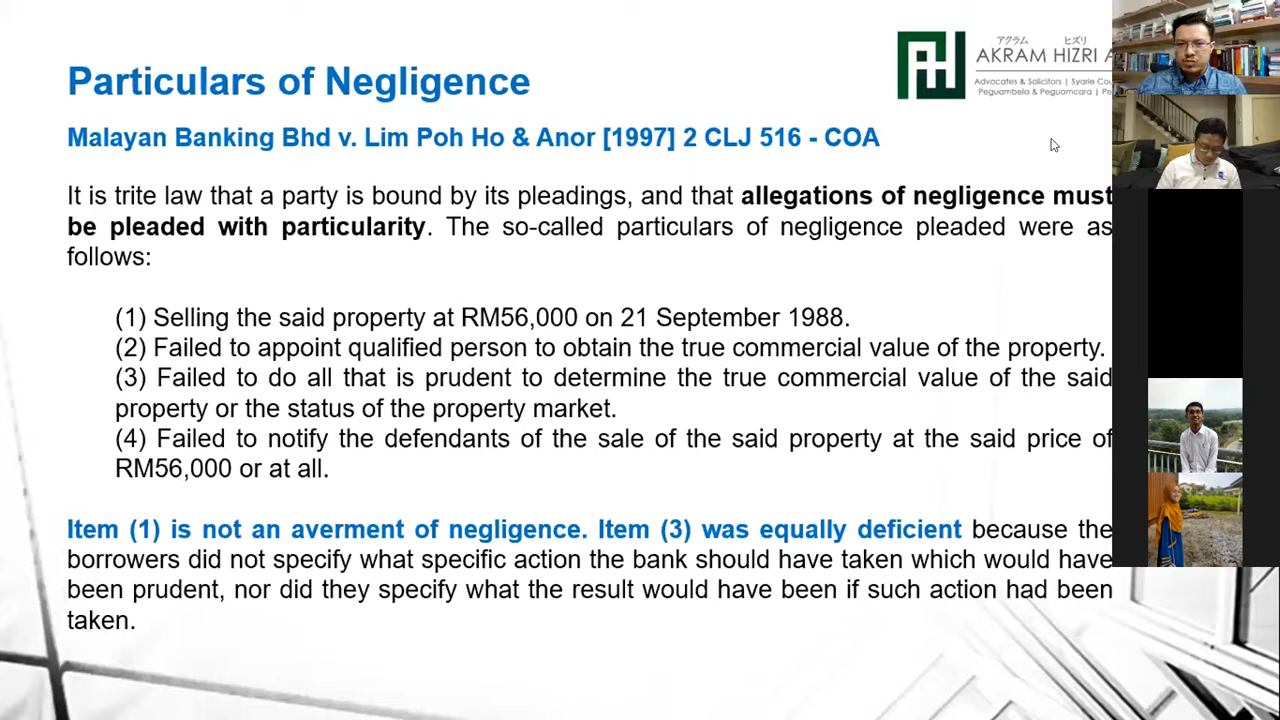 アクラム ヒズリ
AKRAM HIZRI A
Advocates & Solicitors | Syarie Cou
Peguambela & Peguamcara | Pe
Particulars of Negligence
Malayan Banking Bhd v. Lim Poh Ho & Anor [1997] 2 CLJ 516 - COA
It is trite law that a party is bound by its pleadings, and that allegations of negligence must
be pleaded with particularity. The so-called particulars of negligence pleaded were as
follows:
(1) Selling the said property at RM56,000 on 21 September 1988.
(2) Failed to appoint qualified person to obtain the true commercial value of the property.
(3) Failed to do all that is prudent to determine the true commercial value of the said
property or the status of the property market.
(4) Failed to notify the defendants of the sale of the said property at the said price of
RM56,000 or at all.
Item (1) is not an averment of negligence. Item (3) was equally deficient because the
borrowers did not specify what specific action the bank should have taken which would have
been prudent, nor did they specify what the result would have been if such action had been
taken.